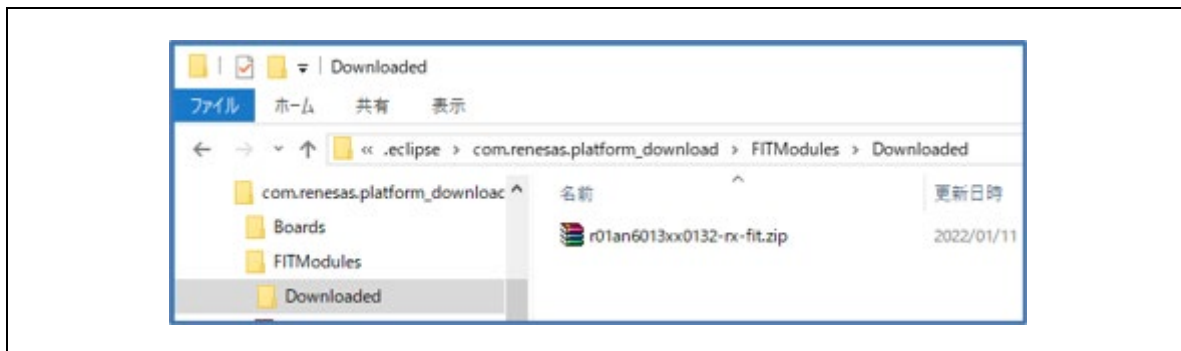 Downloaded
ファイル ホーム 共有 表示
« .eclipse › com.renesas.platform_download › FITModules › Downloaded
com.renesas.platform_downloac
名前 更新日時
Boards
r01an6013xx0132-rx-fit.zip 2022/01/11
FITModules
Downloaded